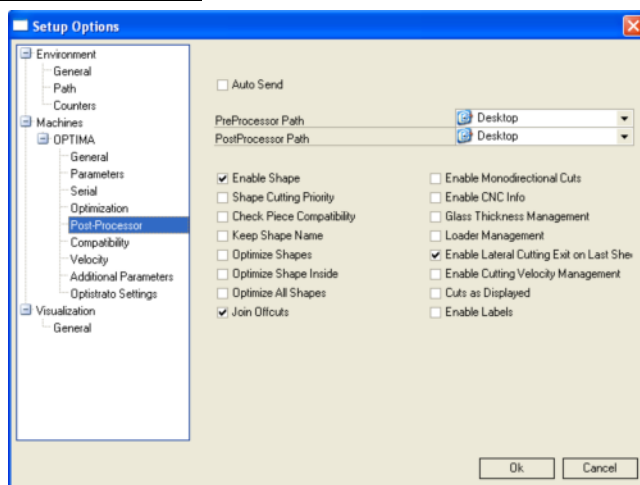 Setup Options
Environment
General
Path
Counters
Machines
OPTIMA
General
Parameters
Serial
Optimization
Post-Processor
Compatibility
Velocity
Additional Parameters
Optistrato Settings
Visualization
General
Auto Send
PreProcessor Path Desktop
PostProcessor Path Desktop
Enable Shape
Shape Cutting Priority
Check Piece Compatibility
Keep Shape Name
Optimize Shapes
Optimize Shape Inside
Optimize All Shapes
Join Offcuts
Enable Monodirectional Cuts
Enable CNC Info
Glass Thickness Management
Loader Management
Enable Lateral Cutting Exit on Last Shee
Enable Cutting Velocity Management
Cuts as Displayed
Enable Labels
Ok Cancel